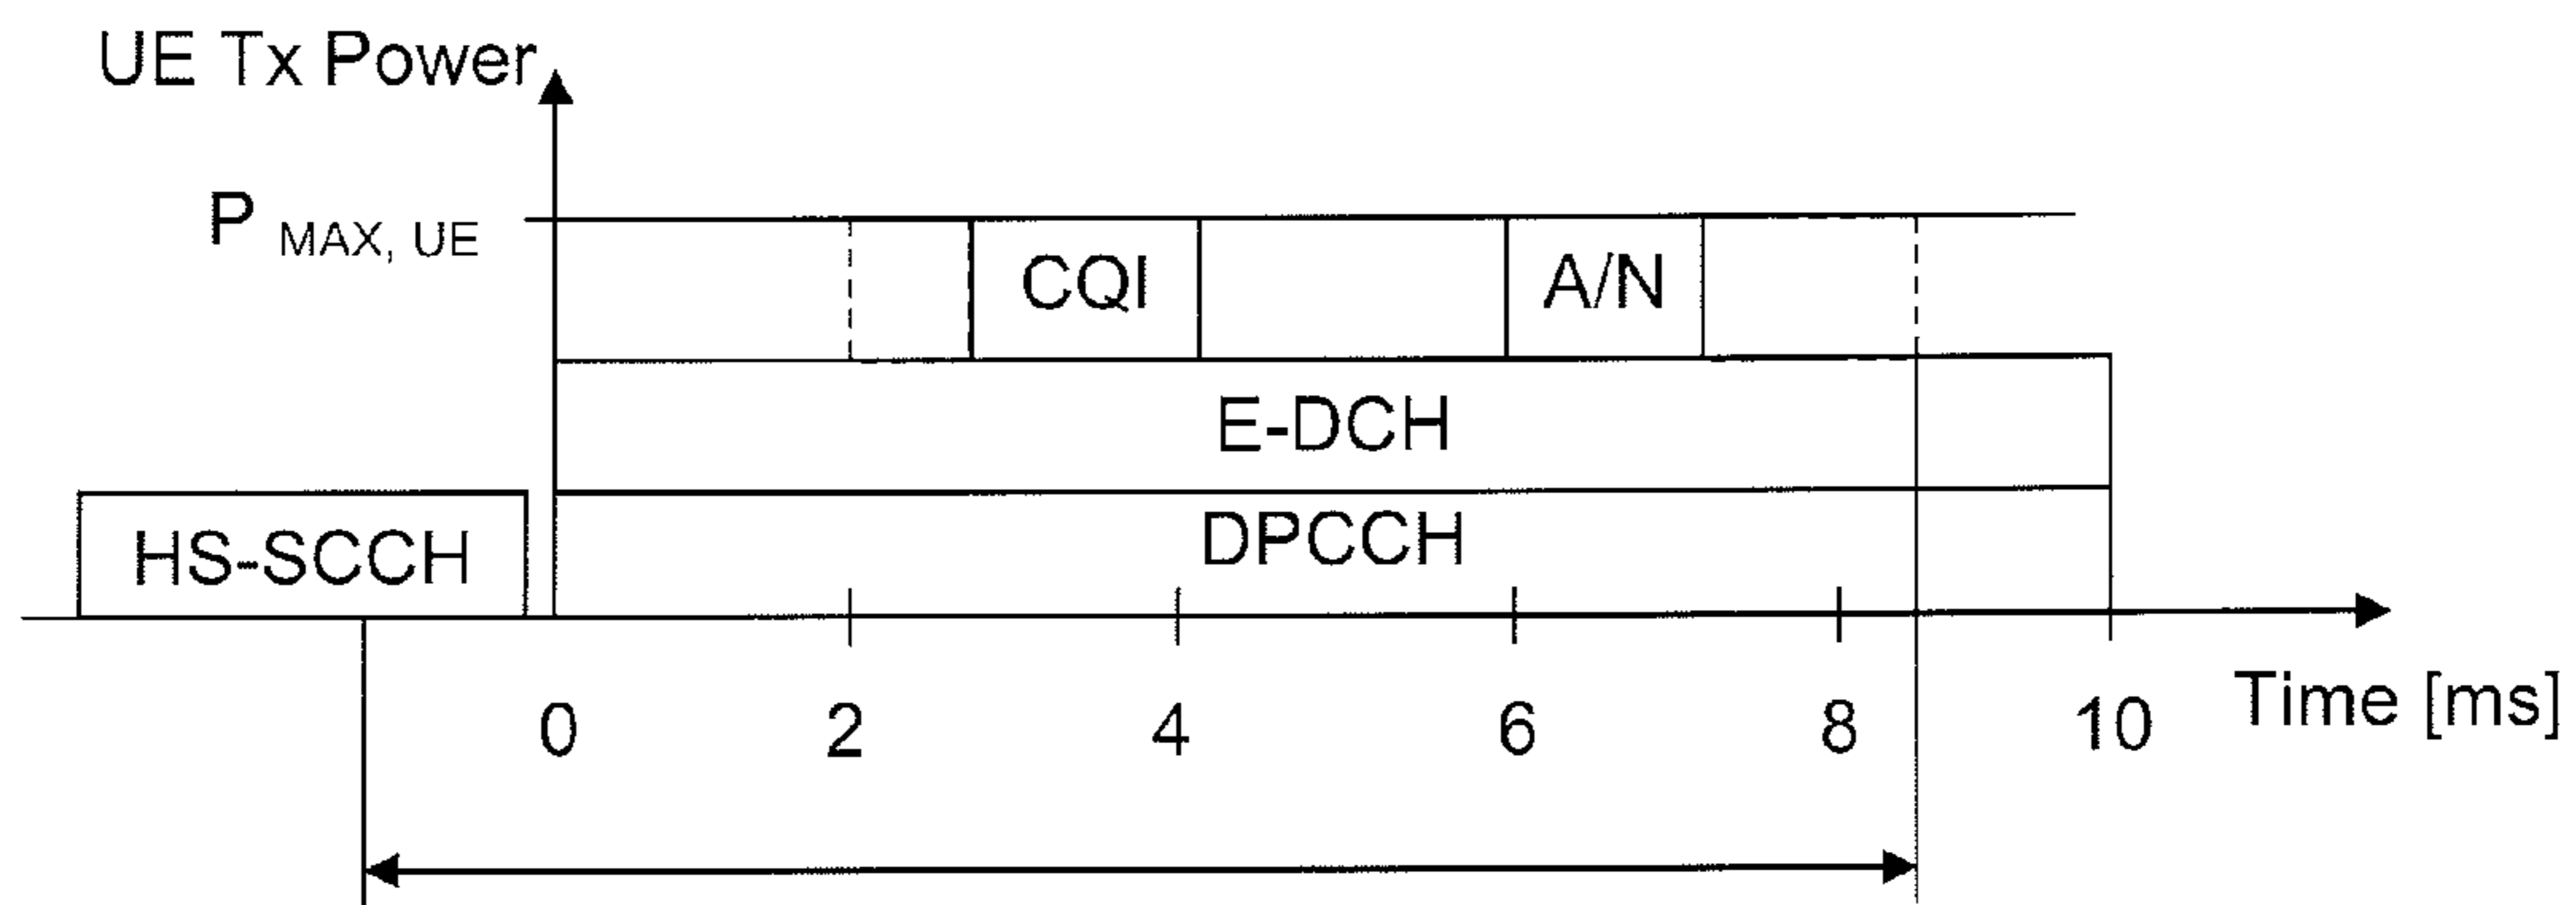 UE Tx Power
P MAX, UE
CQI
A/N
E-DCH
DPCCH
HS-SCCH
0 2 4 6 8 10
Time [ms]